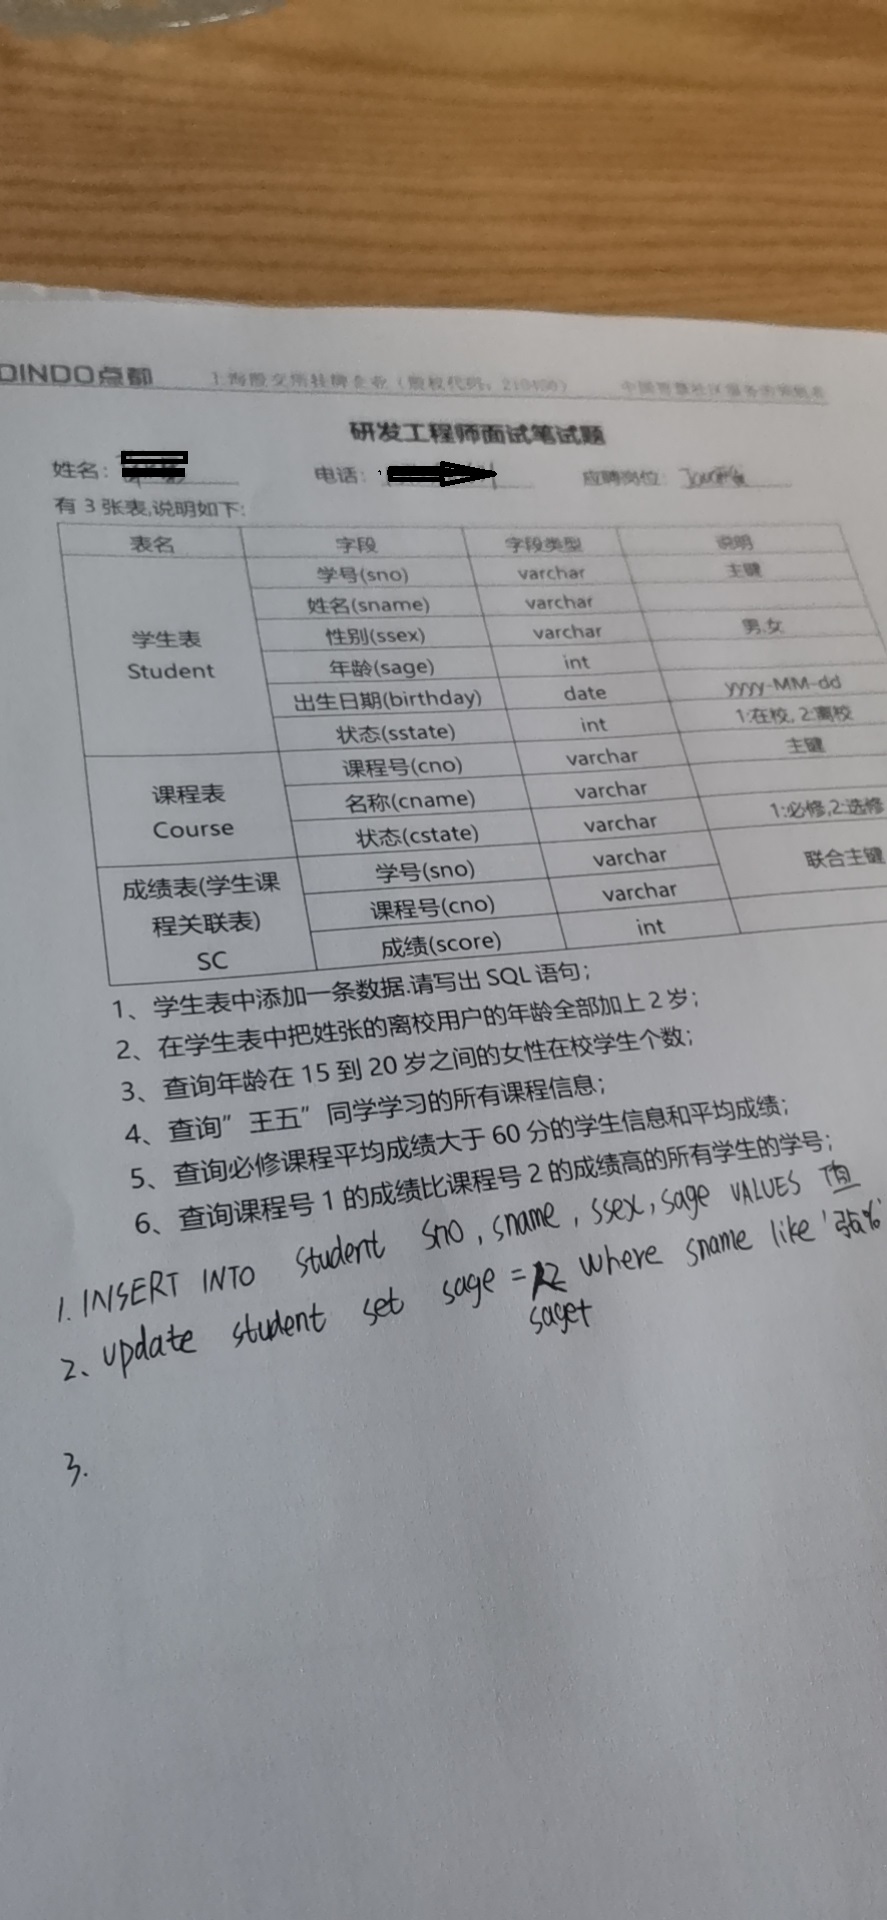 DINDO点都 上海股交所挂牌企业（股权代码：210400） 中国智慧社区服务的领航者
研发工程师面试笔试题
姓名： 电话： 应聘岗位：
有 3 张表,说明如下:
表名 字段 字段类型 说明
学生表 Student 学号(sno) varchar 主键
姓名(sname) varchar
性别(ssex) varchar 男,女
年龄(sage) int
出生日期(birthday) date yyyy-MM-dd
状态(sstate) int 1:在校, 2:离校
课程表 Course 课程号(cno) varchar 主键
名称(cname) varchar
状态(cstate) varchar 1:必修,2:选修
成绩表(学生课程关联表) SC 学号(sno) varchar 联合主键
课程号(cno) varchar
成绩(score) int
1、学生表中添加一条数据.请写出 SQL 语句；
2、在学生表中把姓张的离校用户的年龄全部加上 2 岁；
3、查询年龄在 15 到 20 岁之间的女性在校学生个数；
4、查询”王五”同学学习的所有课程信息；
5、查询必修课程平均成绩大于 60 分的学生信息和平均成绩；
6、查询课程号 1 的成绩比课程号 2 的成绩高的所有学生的学号；
1. INSERT INTO student sno, sname, ssex, sage VALUES 值
2、update student set sage = 2 where sname like '张%'
sage+
3.